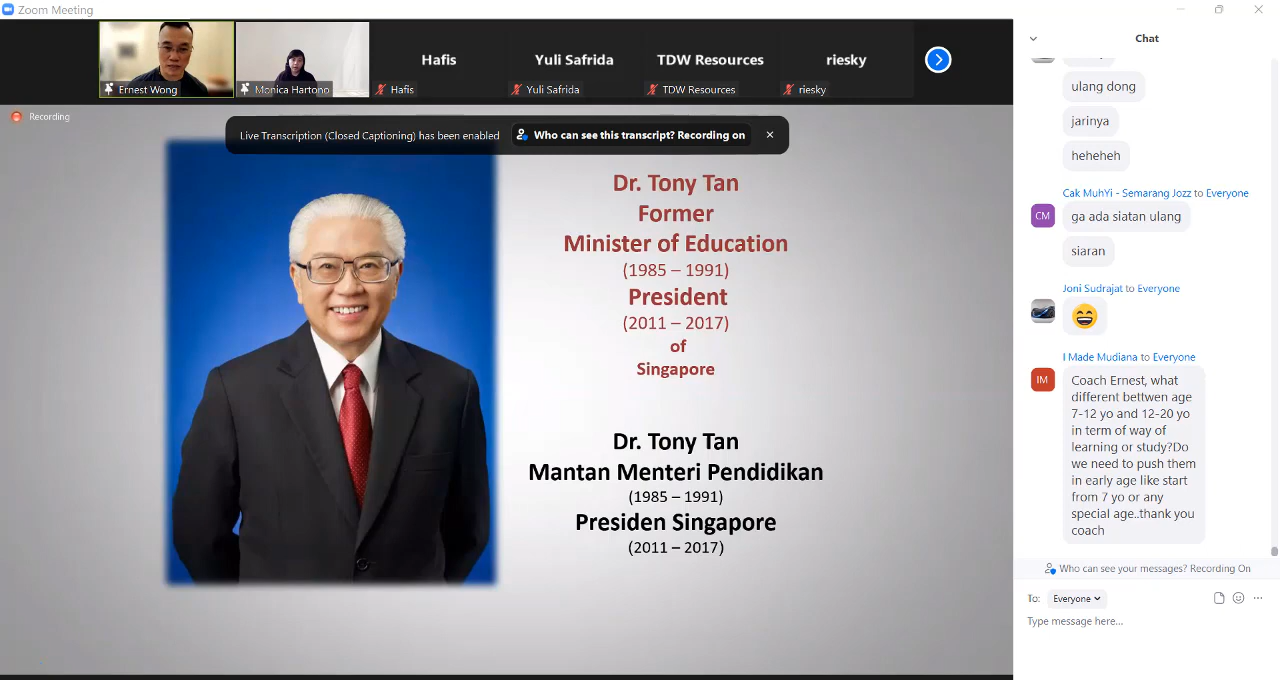 Zoom Meeting
Hafis
Yuli Safrida
TDW Resources
riesky
Ernest Wong
Monica Hartono
Hafis
Yuli Safrida
TDW Resources
riesky
Recording
Live Transcription (Closed Captioning) has been enabled
Who can see this transcript? Recording on
Dr. Tony Tan
Former
Minister of Education
(1985 – 1991)
President
(2011 – 2017)
of
Singapore
Dr. Tony Tan
Mantan Menteri Pendidikan
(1985 – 1991)
Presiden Singapore
(2011 – 2017)
Chat
ulang dong
jarinya
heheheh
Cak MuhYi - Semarang Jozz to Everyone
CM
ga ada siatan ulang
siaran
Joni Sudrajat to Everyone
I Made Mudiana to Everyone
IM
Coach Ernest, what
different bettwen age
7-12 yo and 12-20 yo
in term of way of
learning or study?Do
we need to push them
in early age like start
from 7 yo or any
special age..thank you
coach
Who can see your messages? Recording On
To: Everyone
Type message here...